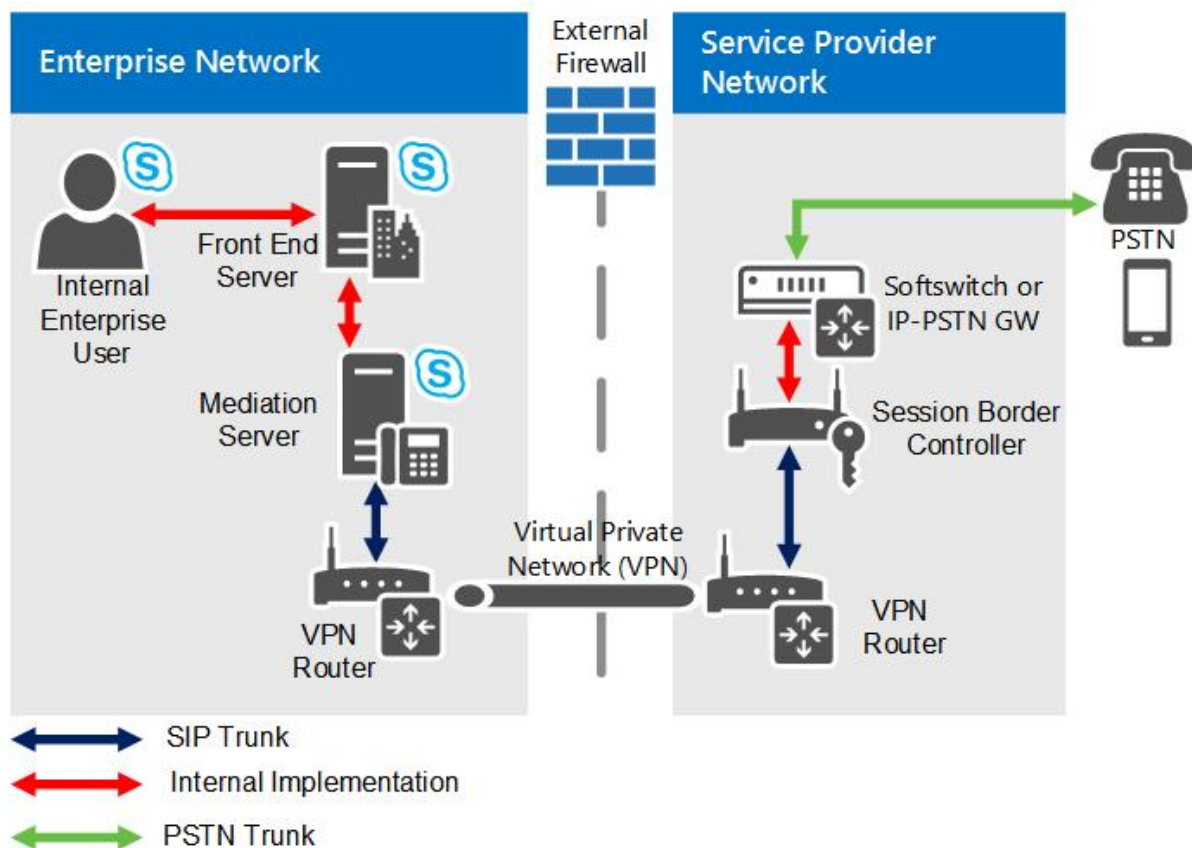 Enterprise Network
External
Firewall
Service Provider
Network
S
S
Front End
Server
Internal
Enterprise
User
PSTN
Softswitch or
IP-PSTN GW
S
Mediation
Server
Session Border
Controller
Virtual Private
Network (VPN)
VPN
Router
VPN
Router
SIP Trunk
Internal Implementation
PSTN Trunk